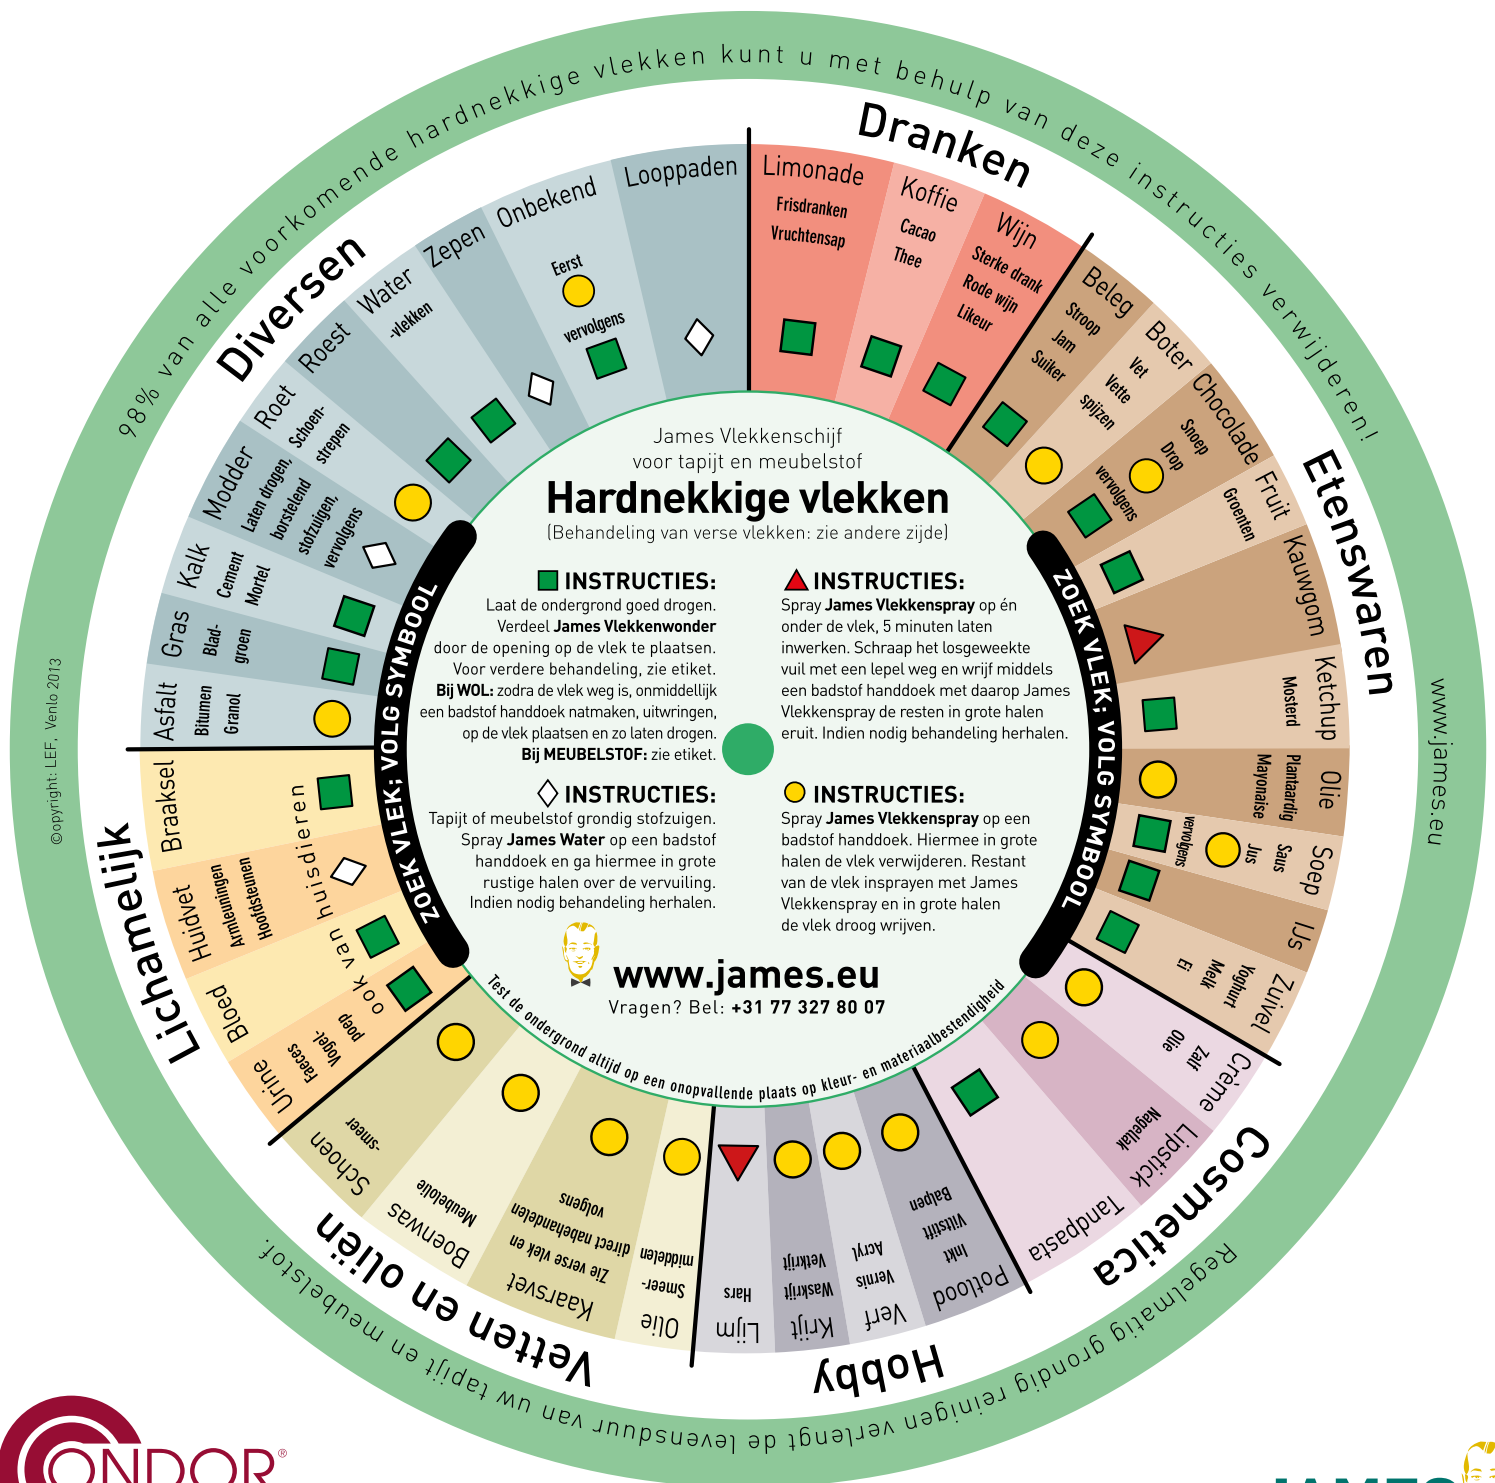 98% van alle voorkomende hardnekkige vlekken kunt u met behulp van deze instructies verwijderen!
www.james.eu
Regelmatig grondig reinigen verlengt de levensduur van uw tapijt en meubelstof.
©opyright: LEF, Venlo 2013
Dranken
Limonade
Frisdranken
Vruchtensap
Koffie
Cacao
Thee
Wijn
Sterke drank
Rode wijn
Likeur
Etenswaren
Beleg
Stroop
Jam
Suiker
Boter
Vet
Vette
spijzen
Chocolade
Snoep
Drop
vervolgens
Fruit
Groenten
Kauwgom
Ketchup
Mosterd
Olie
Plantaardig
Mayonaise
Soep
Saus
Jus
vervolgens
IJs
Zuivel
Yoghurt
Melk
Ei
Cosmetica
Crème
Zalf
Olie
Lipstick
Nagellak
Tandpasta
Hobby
Potlood
Inkt
Viltstift
Balpen
Verf
Vernis
Acryl
Krijt
Waskrijt
Vetkrijt
Lijm
Hars
Vetten en oliën
Olie
Smeer-
middelen
Kaarsvet
Zie verse vlek en
direct nabehandelen
volgens
Boenwas
Meubelolie
Schoen
-smeer
Lichamelijk
Urine
Faeces
Vogel-
poep
Bloed
Huidvet
Armleuningen
Hoofdsteunen
Braaksel
ook van huisdieren
Diversen
Asfalt
Bitumen
Granol
Gras
Blad-
groen
Kalk
Cement
Mortel
Modder
Laten drogen,
borstelend
stofzuigen,
vervolgens
Roet
Schoen-
strepen
Roest
Water
-vlekken
Zepen
Onbekend
Eerst
vervolgens
Looppaden
ZOEK VLEK; VOLG SYMBOOL
ZOEK VLEK; VOLG SYMBOOL
James Vlekkenschijf
voor tapijt en meubelstof
Hardnekkige vlekken
(Behandeling van verse vlekken: zie andere zijde)
INSTRUCTIES:
Laat de ondergrond goed drogen.
Verdeel James Vlekkenwonder
door de opening op de vlek te plaatsen.
Voor verdere behandeling, zie etiket.
Bij WOL: zodra de vlek weg is, onmiddellijk
een badstof handdoek natmaken, uitwringen,
op de vlek plaatsen en zo laten drogen.
Bij MEUBELSTOF: zie etiket.
INSTRUCTIES:
Spray James Vlekkenspray op én
onder de vlek, 5 minuten laten
inwerken. Schraap het losgeweekte
vuil met een lepel weg en wrijf middels
een badstof handdoek met daarop James
Vlekkenspray de resten in grote halen
eruit. Indien nodig behandeling herhalen.
INSTRUCTIES:
Tapijt of meubelstof grondig stofzuigen.
Spray James Water op een badstof
handdoek en ga hiermee in grote
rustige halen over de vervuiling.
Indien nodig behandeling herhalen.
INSTRUCTIES:
Spray James Vlekkenspray op een
badstof handdoek. Hiermee in grote
halen de vlek verwijderen. Restant
van de vlek insprayen met James
Vlekkenspray en in grote halen
de vlek droog wrijven.
www.james.eu
Vragen? Bel: +31 77 327 80 07
Test de ondergrond altijd op een onopvallende plaats op kleur- en materiaalbestendigheid
CONDOR®
JAMES